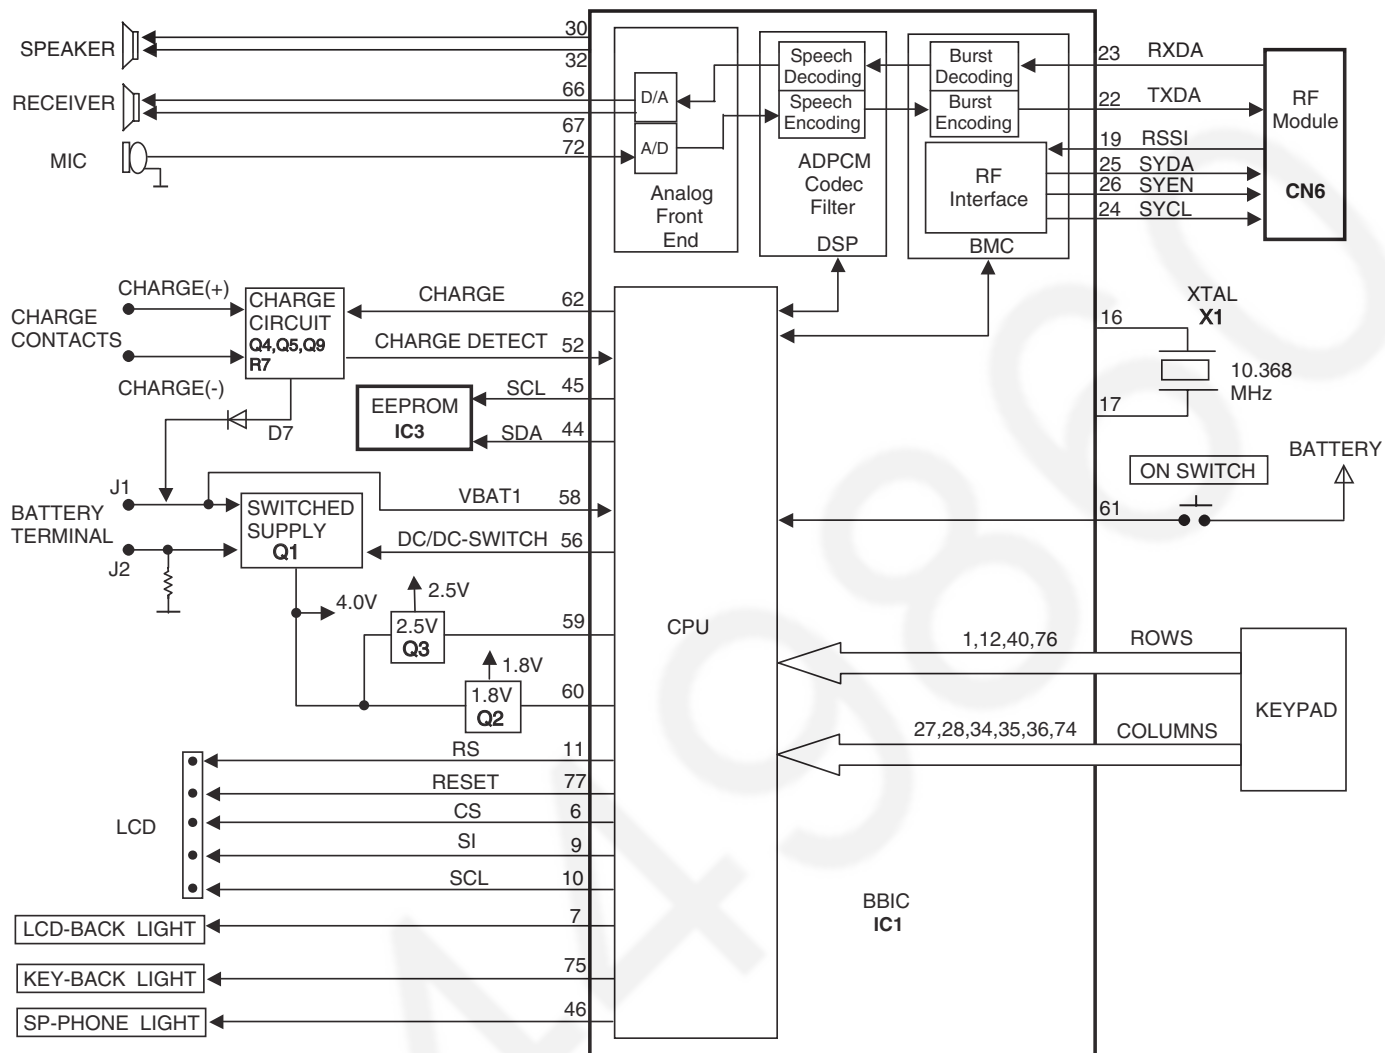 SPEAKER
30
32
RECEIVER
66
67
MIC
72
D/A
A/D
Analog
Front
End
Speech
Decoding
Speech
Encoding
ADPCM
Codec
Filter
DSP
Burst
Decoding
Burst
Encoding
RF
Interface
BMC
23 RXDA
22 TXDA
19 RSSI
25 SYDA
26 SYEN
24 SYCL
RF
Module
CN6
CHARGE
CONTACTS
CHARGE(+)
CHARGE(-)
CHARGE
CIRCUIT
Q4,Q5,Q9
R7
CHARGE 62
CHARGE DETECT 52
D7
EEPROM
IC3
SCL 45
SDA 44
XTAL
X1
16
17
10.368
MHz
BATTERY
ON SWITCH
61
BATTERY
TERMINAL
J1
J2
SWITCHED
SUPPLY
Q1
VBAT1 58
DC/DC-SWITCH 56
4.0V
2.5V
2.5V
Q3
59
1.8V
1.8V
Q2
60
CPU
1,12,40,76 ROWS
27,28,34,35,36,74 COLUMNS
KEYPAD
LCD
RS 11
RESET 77
CS 6
SI 9
SCL 10
LCD-BACK LIGHT 7
KEY-BACK LIGHT 75
SP-PHONE LIGHT 46
BBIC
IC1